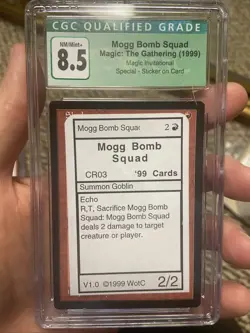 CGC QUALIFIED GRADE
NM/Mint+
8.5
Mogg Bomb Squad
Magic: The Gathering (1999)
Magic Invitational
Special - Sticker on Card
Mogg Bomb Squa
2
Mogg Bomb
Squad
CR03 '99 Cards
Summon Goblin
Echo
R,T, Sacrifice Mogg Bomb
Squad: Mogg Bomb Squad
deals 2 damage to target
creature or player.
V1.0 ©1999 WotC 2/2